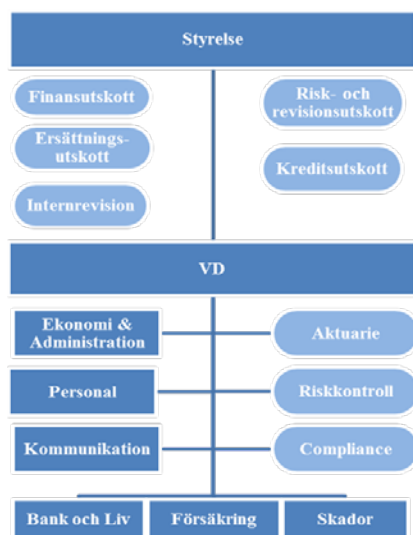 Styrelse
Finansutskott
Risk- och
revisionsutskott
Ersättnings-
utskott
Kreditsutskott
Internrevision
VD
Ekonomi &
Administration
Aktuarie
Personal
Riskkontroll
Kommunikation
Compliance
Bank och Liv
Försäkring
Skador